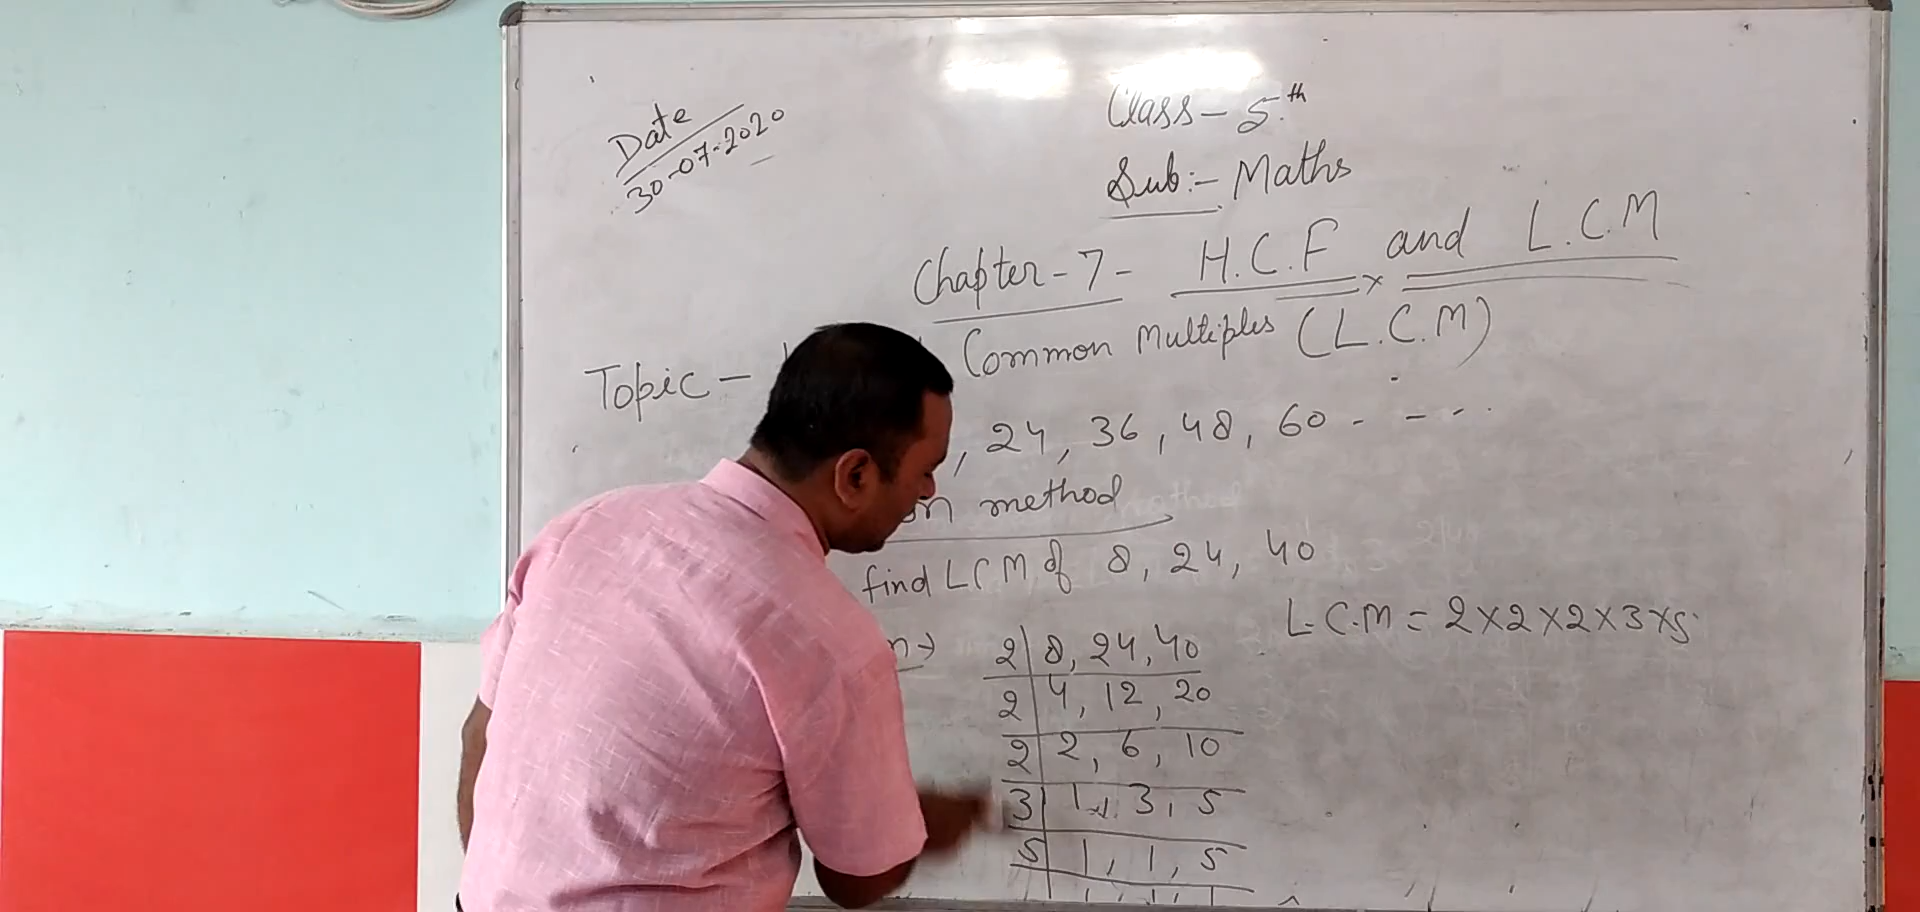 Date
30-07-2020
Class - 5th
Sub:- Maths
Chapter - 7 - H.C.F and L.C.M
Topic - Common Multiples (L.C.M)
, 24, 36, 48, 60 - - - -
method
find LCM of 8, 24, 40
L.C.M = 2×2×2×3×5
2 | 8, 24, 40
2 | 4, 12, 20
2 | 2, 6, 10
3 | 1, 3, 5
5 | 1, 1, 5